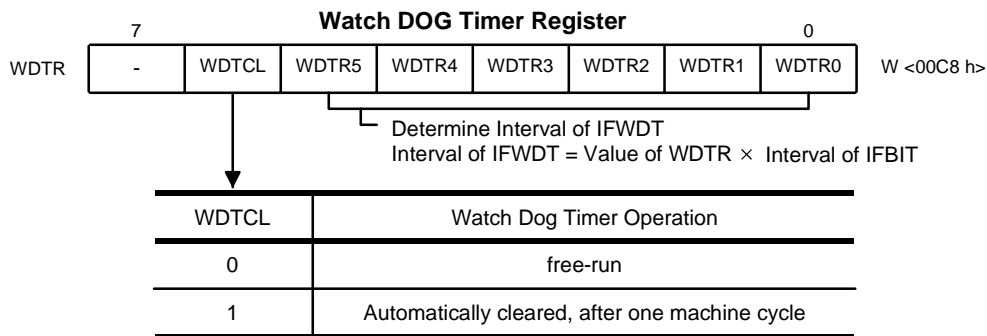 Watch DOG Timer Register
7 0
WDTR - WDTCL WDTR5 WDTR4 WDTR3 WDTR2 WDTR1 WDTR0 W <00C8 h>
Determine Interval of IFWDT
Interval of IFWDT = Value of WDTR × Interval of IFBIT
WDTCL Watch Dog Timer Operation
0 free-run
1 Automatically cleared, after one machine cycle